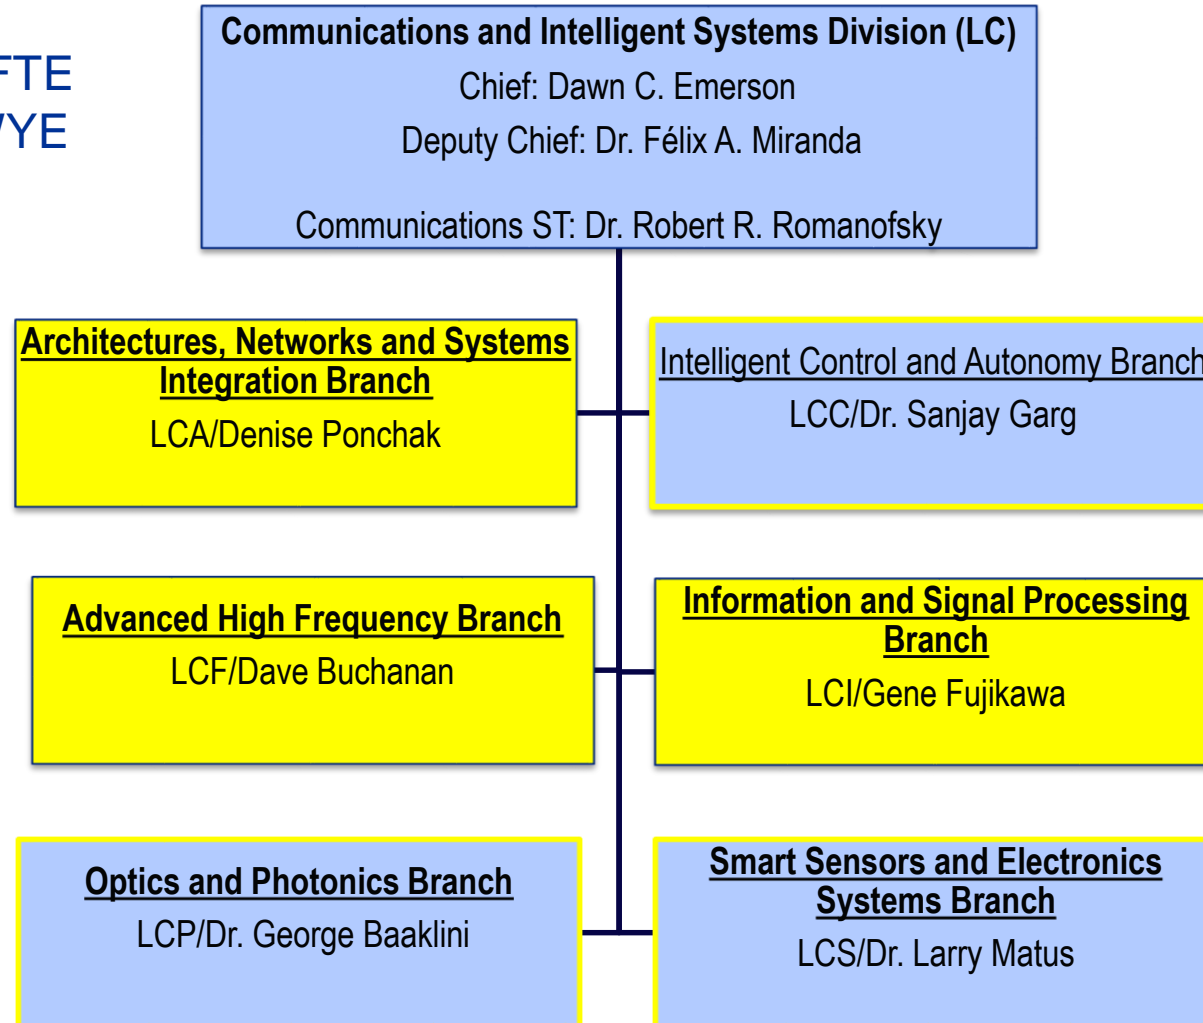 FTE
WYE
Communications and Intelligent Systems Division (LC)
Chief: Dawn C. Emerson
Deputy Chief: Dr. Félix A. Miranda
Communications ST: Dr. Robert R. Romanofsky
Architectures, Networks and Systems
Integration Branch
LCA/Denise Ponchak
Intelligent Control and Autonomy Branch
LCC/Dr. Sanjay Garg
Advanced High Frequency Branch
LCF/Dave Buchanan
Information and Signal Processing
Branch
LCI/Gene Fujikawa
Optics and Photonics Branch
LCP/Dr. George Baaklini
Smart Sensors and Electronics
Systems Branch
LCS/Dr. Larry Matus